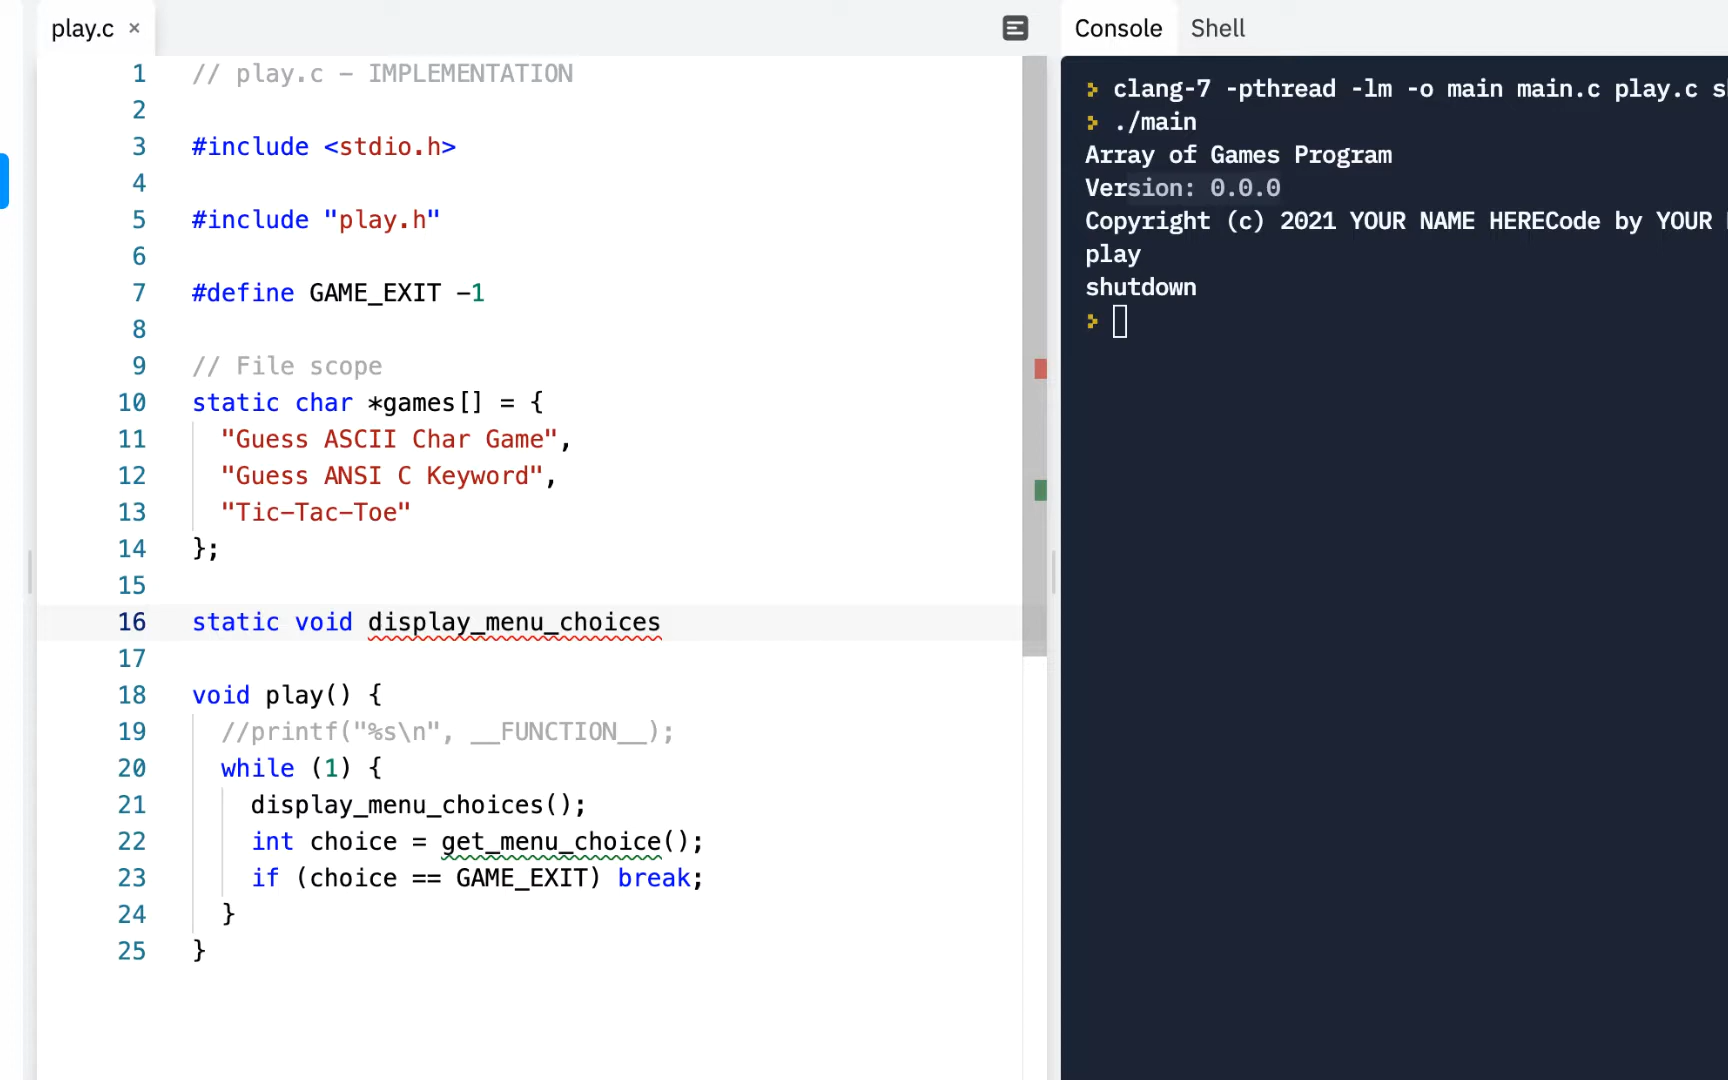 play.c ×
1 // play.c - IMPLEMENTATION
2
3 #include <stdio.h>
4
5 #include "play.h"
6
7 #define GAME_EXIT -1
8
9 // File scope
10 static char *games[] = {
11 "Guess ASCII Char Game",
12 "Guess ANSI C Keyword",
13 "Tic-Tac-Toe"
14 };
15
16 static void display_menu_choices
17
18 void play() {
19 //printf("%s\n", __FUNCTION__);
20 while (1) {
21 display_menu_choices();
22 int choice = get_menu_choice();
23 if (choice == GAME_EXIT) break;
24 }
25 }
Console Shell
clang-7 -pthread -lm -o main main.c play.c
./main
Array of Games Program
Version: 0.0.0
Copyright (c) 2021 YOUR NAME HERECode by YOUR
play
shutdown